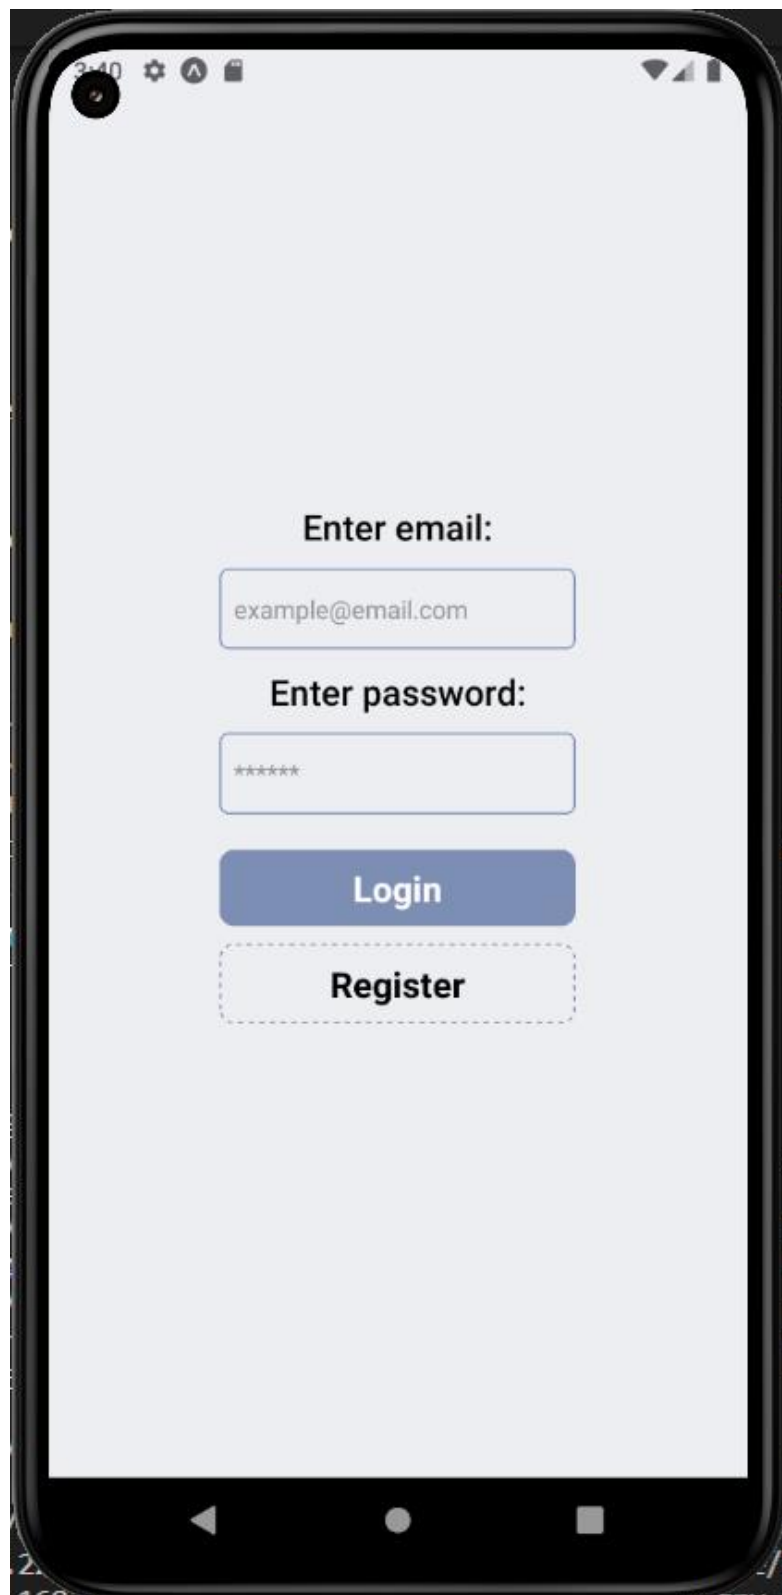 3:40
Enter email:
example@email.com
Enter password:
******
Login
Register